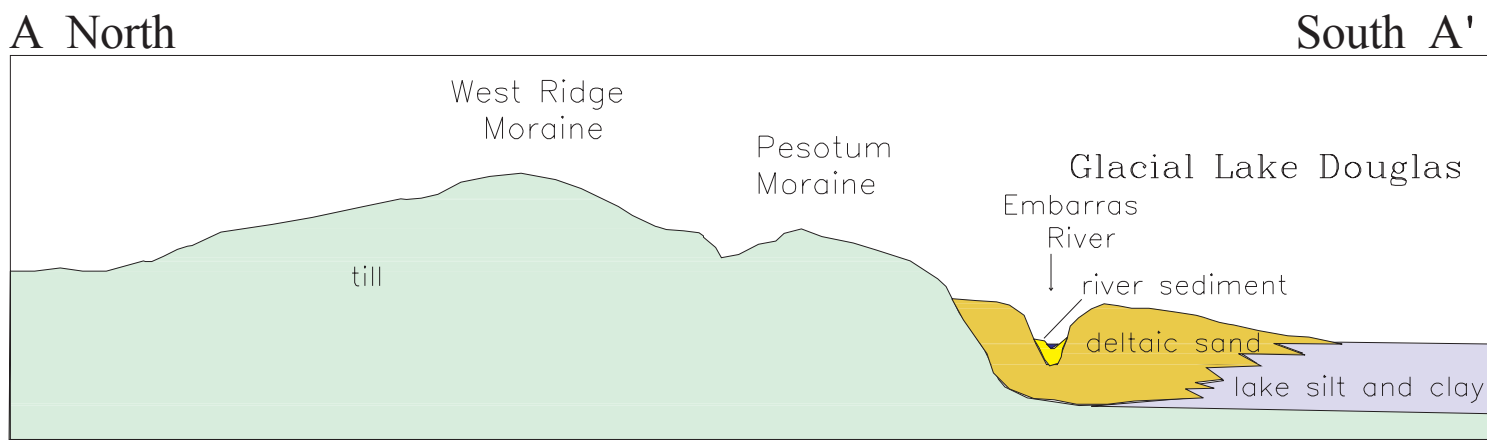 A North
South A'
West Ridge
Moraine
Pesotum
Moraine
Glacial Lake Douglas
Embarras
River
till
river sediment
deltaic sand
lake silt and clay